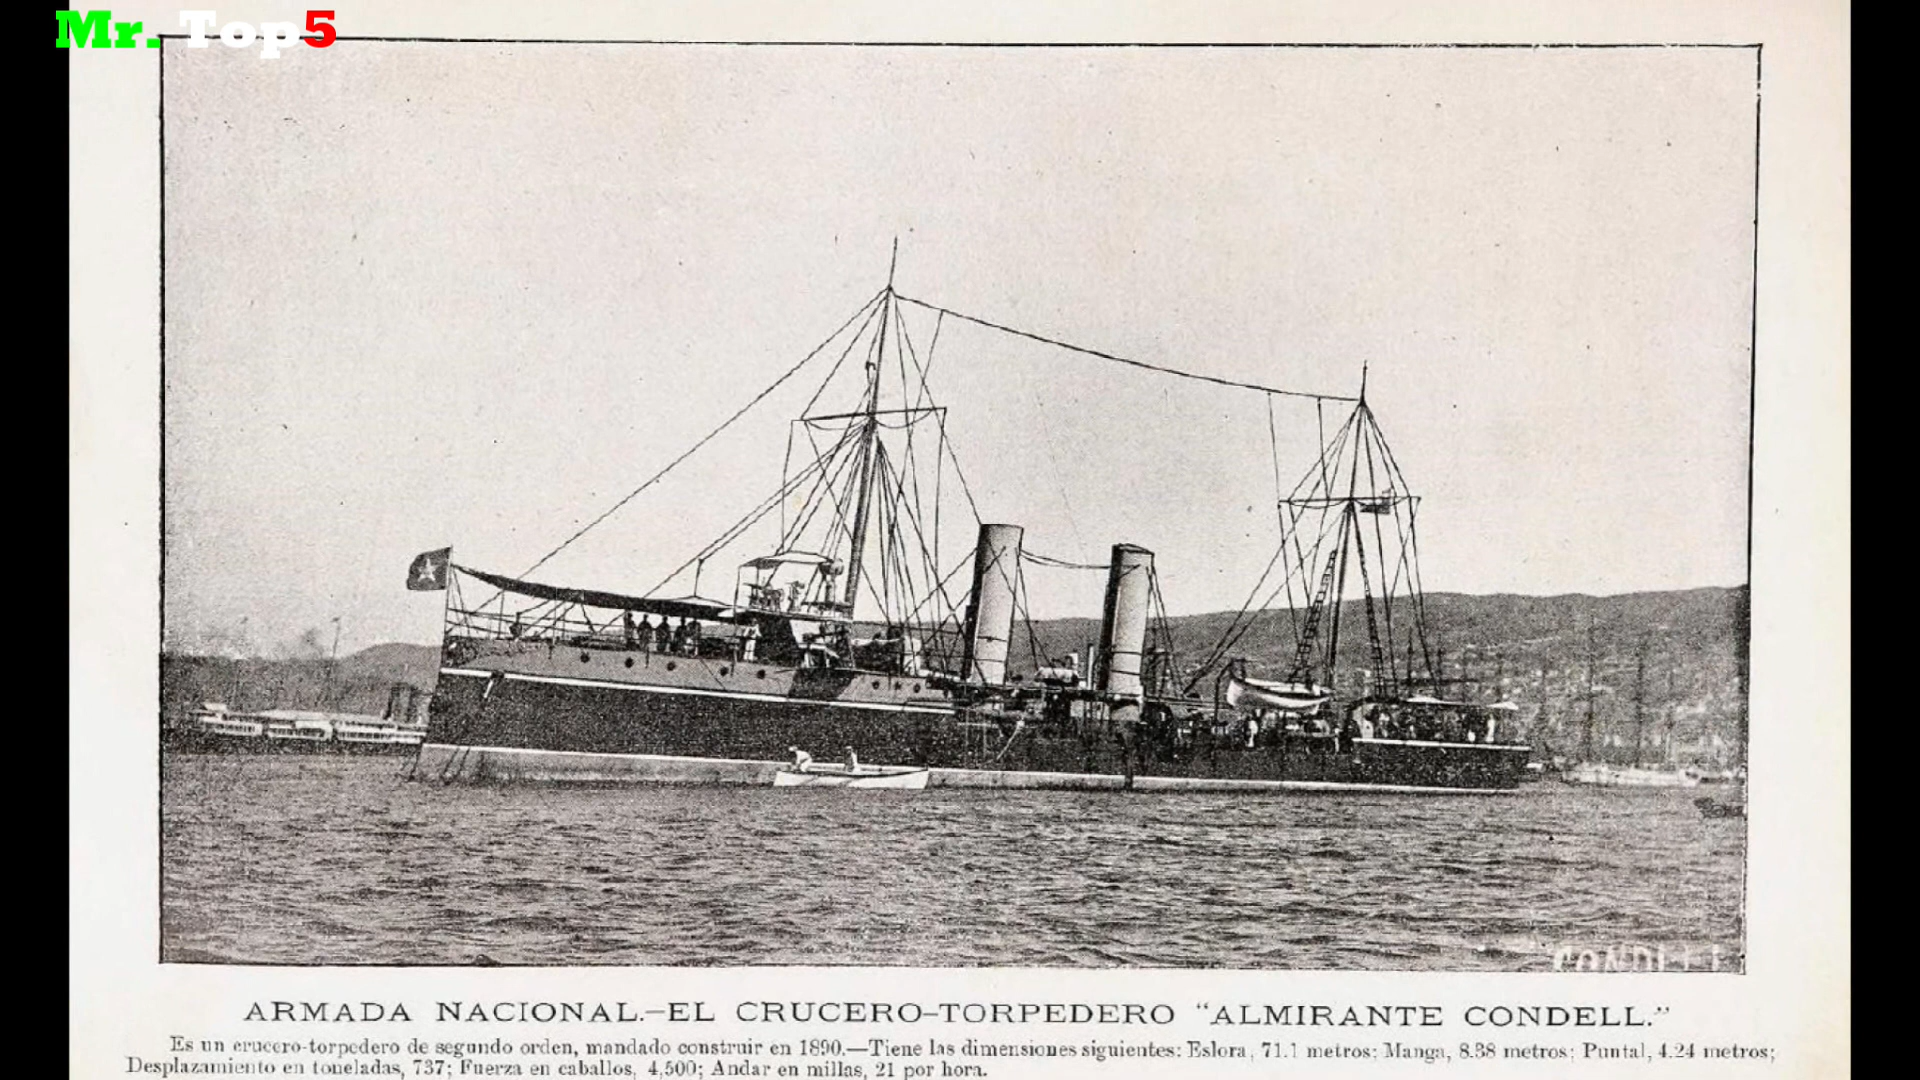 Mr. Top5
CONDELL
ARMADA NACIONAL.—EL CRUCERO-TORPEDERO "ALMIRANTE CONDELL."
Es un crucero-torpedero de segundo orden, mandado construir en 1890.—Tiene las dimensiones siguientes: Eslora, 71.1 metros; Manga, 8.38 metros; Puntal, 4.24 metros;
Desplazamiento en toneladas, 737; Fuerza en caballos, 4,500; Andar en millas, 21 por hora.